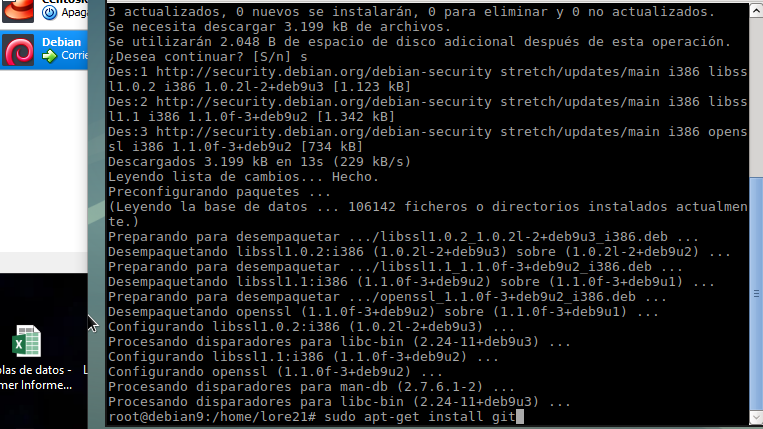 Apaga
Debian
Corrie
las de datos -
mer Informe...
3 actualizados, 0 nuevos se instalarán, 0 para eliminar y 0 no actualizados.
Se necesita descargar 3.199 kB de archivos.
Se utilizarán 2.048 B de espacio de disco adicional después de esta operación.
¿Desea continuar? [S/n] s
Des:1 http://security.debian.org/debian-security stretch/updates/main i386 libss
l1.0.2 i386 1.0.2l-2+deb9u3 [1.123 kB]
Des:2 http://security.debian.org/debian-security stretch/updates/main i386 libss
l1.1 i386 1.1.0f-3+deb9u2 [1.342 kB]
Des:3 http://security.debian.org/debian-security stretch/updates/main i386 opens
sl i386 1.1.0f-3+deb9u2 [734 kB]
Descargados 3.199 kB en 13s (229 kB/s)
Leyendo lista de cambios... Hecho.
Preconfigurando paquetes ...
(Leyendo la base de datos ... 106142 ficheros o directorios instalados actualmen
te.)
Preparando para desempaquetar .../libssl1.0.2_1.0.2l-2+deb9u3_i386.deb ...
Desempaquetando libssl1.0.2:i386 (1.0.2l-2+deb9u3) sobre (1.0.2l-2+deb9u2) ...
Preparando para desempaquetar .../libssl1.1_1.1.0f-3+deb9u2_i386.deb ...
Desempaquetando libssl1.1:i386 (1.1.0f-3+deb9u2) sobre (1.1.0f-3+deb9u1) ...
Preparando para desempaquetar .../openssl_1.1.0f-3+deb9u2_i386.deb ...
Desempaquetando openssl (1.1.0f-3+deb9u2) sobre (1.1.0f-3+deb9u1) ...
Configurando libssl1.0.2:i386 (1.0.2l-2+deb9u3) ...
Procesando disparadores para libc-bin (2.24-11+deb9u3) ...
Configurando libssl1.1:i386 (1.1.0f-3+deb9u2) ...
Configurando openssl (1.1.0f-3+deb9u2) ...
Procesando disparadores para man-db (2.7.6.1-2) ...
Procesando disparadores para libc-bin (2.24-11+deb9u3) ...
root@debian9:/home/lore21# sudo apt-get install git